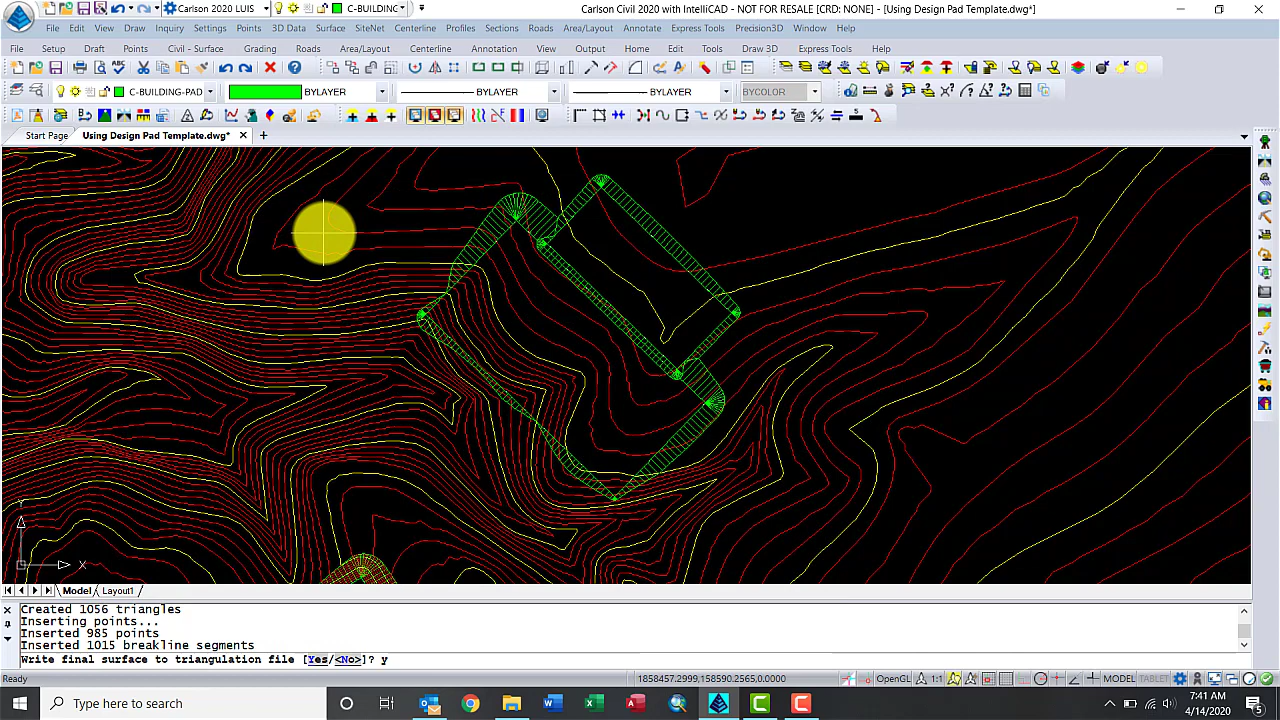 Carlson 2020 LUIS
C-BUILDING-
Carlson Civil 2020 with IntelliCAD - NOT FOR RESALE [CRD: NONE] - [Using Design Pad Template.dwg*]
File Edit View Draw Inquiry Settings Points 3D Data Surface SiteNet Centerline Profiles Sections Roads Area/Layout Annotate Express Tools Precision3D Window Help
File Setup Draft Points Civil - Surface Grading Roads Area/Layout Centerline Annotation View Output Home Edit Tools Draw 3D Express Tools Help
C-BUILDING-PAD
BYLAYER
BYLAYER
BYLAYER
BYCOLOR
Start Page
Using Design Pad Template.dwg*
Y
X
Model
Layout1
Created 1056 triangles
Inserting points...
Inserted 985 points
Inserted 1015 breakline segments
Write final surface to triangulation file [Yes/<No>]? y
Ready
1858457.2999,158590.2565,0.0000
OpenGL
1:1
MODEL
TABLET
Type here to search
7:41 AM
4/14/2020